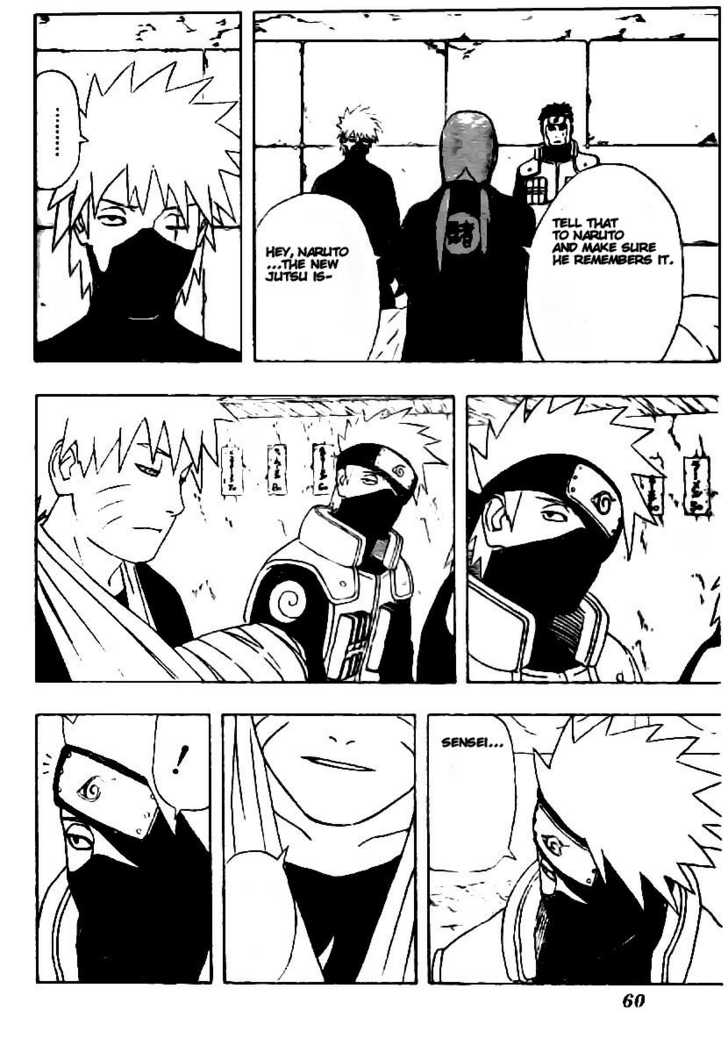 TELL THAT
TO NARUTO
AND MAKE SURE
HE REMEMBERS IT.
HEY, NARUTO
...THE NEW
JUTSU IS-
.........
SENSEI...
!
60